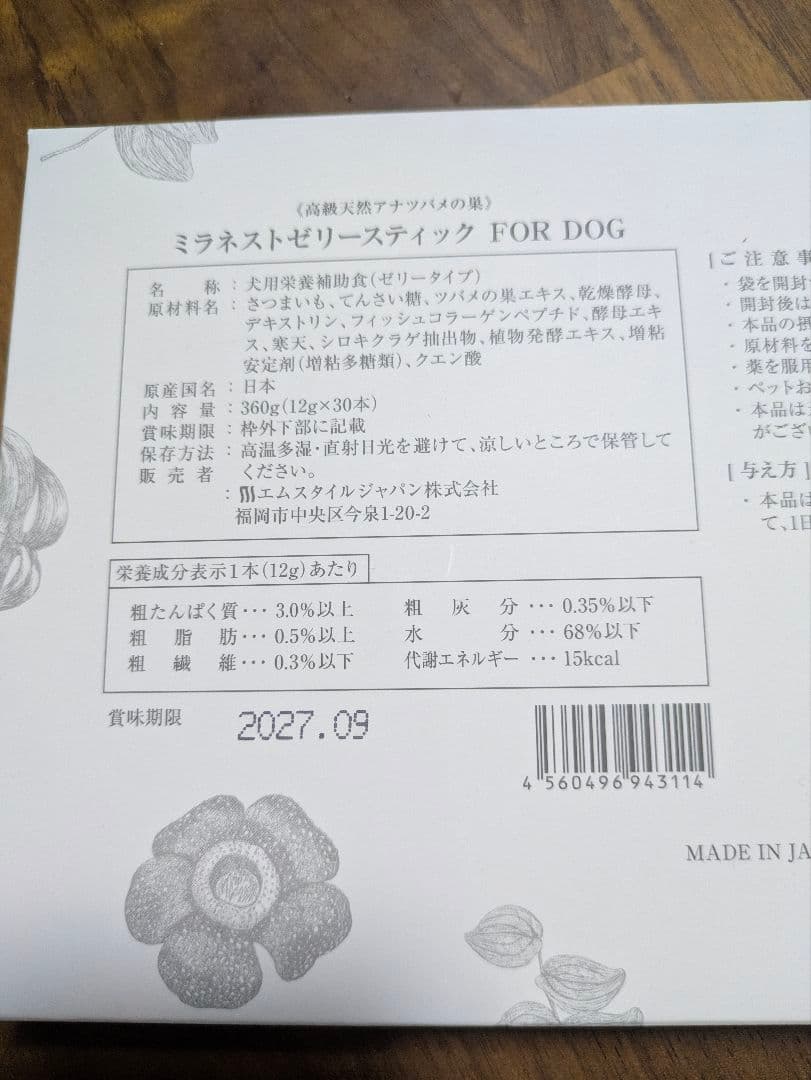 《高級天然アナツバメの巣》
ミラネストゼリースティック FOR DOG
名 称：犬用栄養補助食(ゼリータイプ)
原材料名：さつまいも、てんさい糖、ツバメの巣エキス、乾燥酵母、
デキストリン、フィッシュコラーゲンペプチド、酵母エキ
ス、寒天、シロキクラゲ抽出物、植物発酵エキス、増粘
安定剤(増粘多糖類)、クエン酸
原産国名：日本
内容量：360g(12g×30本)
賞味期限：枠外下部に記載
保存方法：高温多湿・直射日光を避けて、涼しいところで保管して
ください。
販売者
：エムスタイルジャパン株式会社
福岡市中央区今泉1-20-2
栄養成分表示1本(12g)あたり
粗たんぱく質・・・3.0%以上 粗灰分・・・0.35%以下
粗脂肪・・・0.5%以上 水分・・・68%以下
粗繊維・・・0.3%以下 代謝エネルギー・・・15kcal
賞味期限 2027.09
4 560496 943114
MADE IN JA
[ご注意事
・袋を開封
・開封後は
・本品の摂
・原材料を
・薬を服用
・ペットお
・本品は
がござい
[与え方]
・本品は
て、1日